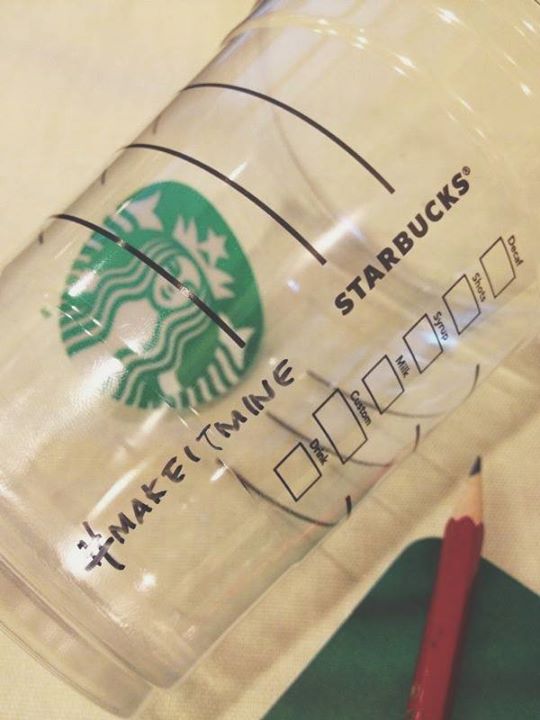 STARBUCKS®
Decaf
Shots
Syrup
Milk
Custom
Drink
#MAKEITMINE